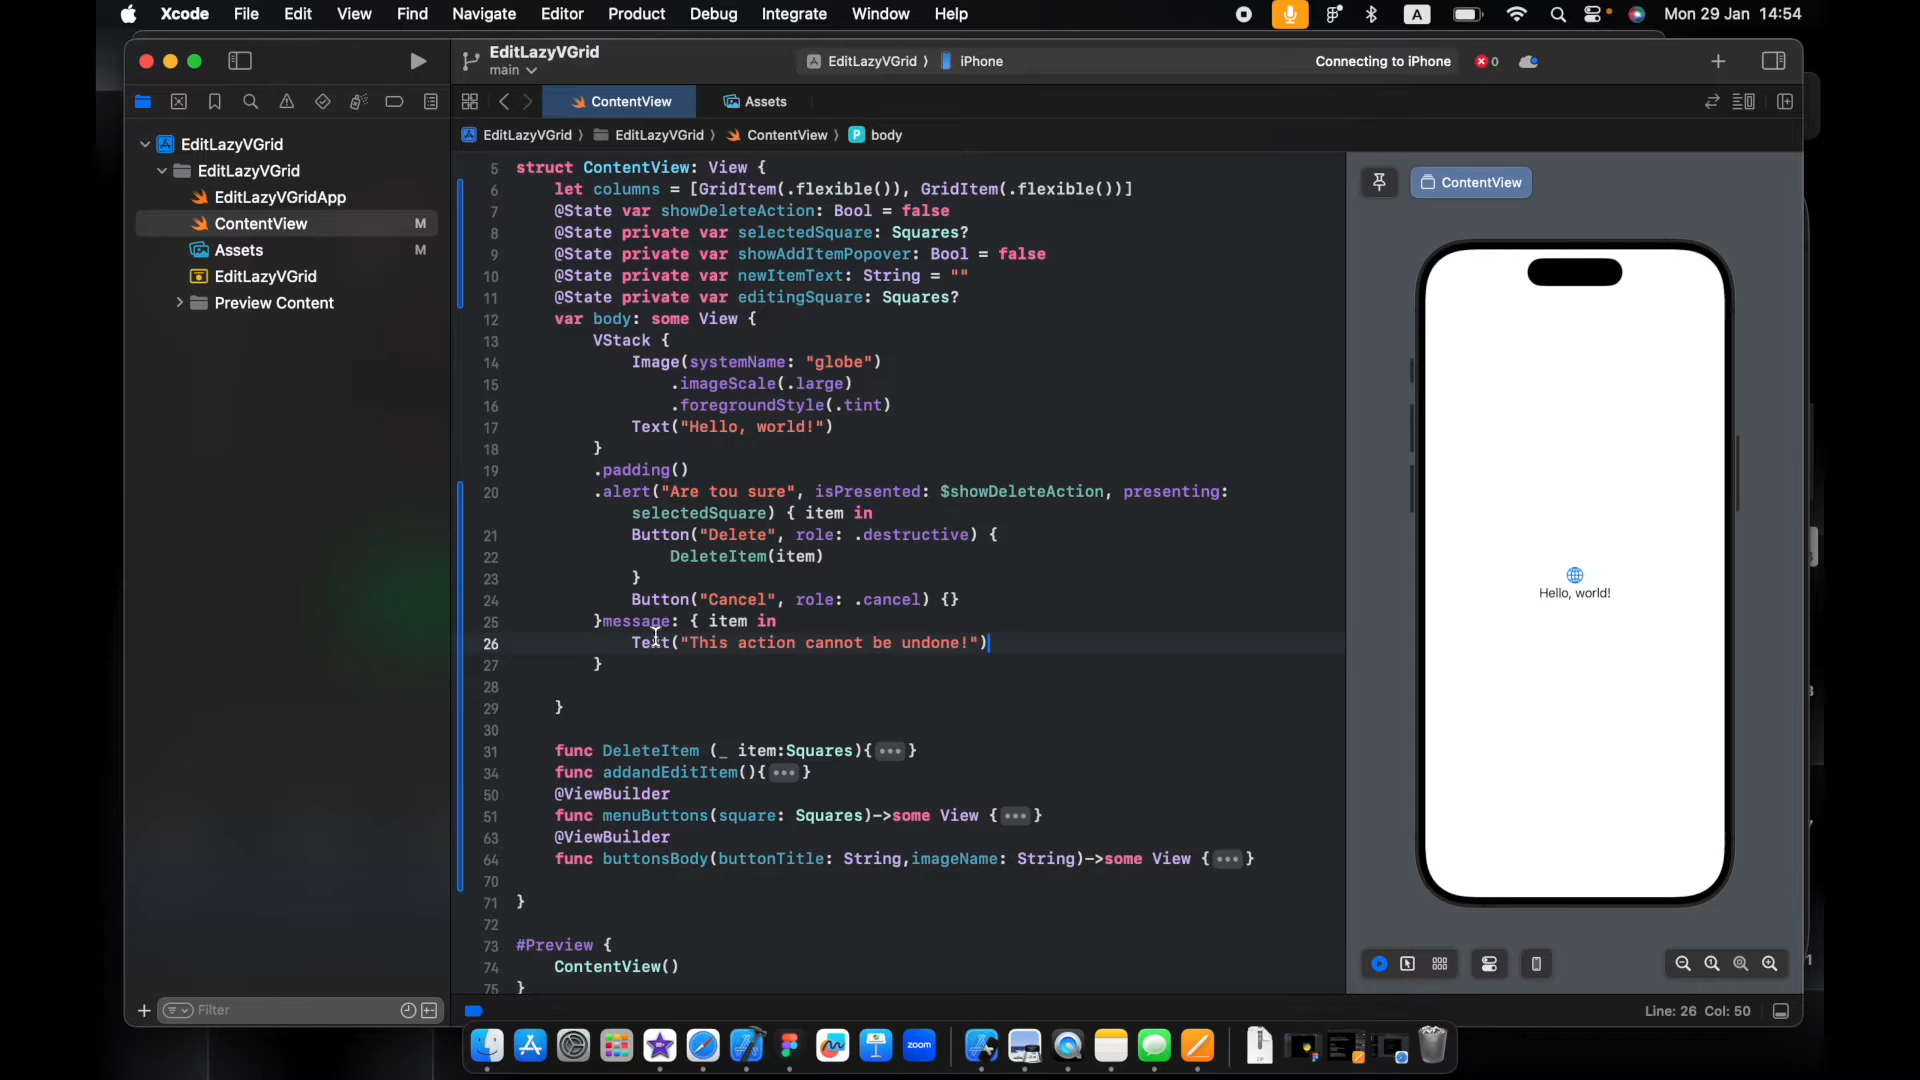 Xcode File Edit View Find Navigate Editor Product Debug Integrate Window Help A Mon 29 Jan 14:54
EditLazyVGrid
main
EditLazyVGrid iPhone Connecting to iPhone 0
ContentView Assets
EditLazyVGrid EditLazyVGrid ContentView P body
EditLazyVGrid
EditLazyVGrid
EditLazyVGridApp
ContentView M
Assets M
EditLazyVGrid
Preview Content
Filter
5 struct ContentView: View {
6 let columns = [GridItem(.flexible()), GridItem(.flexible())]
7 @State var showDeleteAction: Bool = false
8 @State private var selectedSquare: Squares?
9 @State private var showAddItemPopover: Bool = false
10 @State private var newItemText: String = ""
11 @State private var editingSquare: Squares?
12 var body: some View {
13 VStack {
14 Image(systemName: "globe")
15 .imageScale(.large)
16 .foregroundStyle(.tint)
17 Text("Hello, world!")
18 }
19 .padding()
20 .alert("Are tou sure", isPresented: $showDeleteAction, presenting:
selectedSquare) { item in
21 Button("Delete", role: .destructive) {
22 DeleteItem(item)
23 }
24 Button("Cancel", role: .cancel) {}
25 }message: { item in
26 Text("This action cannot be undone!")
27 }
28
29 }
30
31 func DeleteItem (_ item:Squares){ ••• }
34 func addandEditItem(){ ••• }
50 @ViewBuilder
51 func menuButtons(square: Squares)->some View { ••• }
63 @ViewBuilder
64 func buttonsBody(buttonTitle: String,imageName: String)->some View { ••• }
70
71 }
72
73 #Preview {
74 ContentView()
75 }
ContentView
Hello, world!
Line: 26 Col: 50
zoom